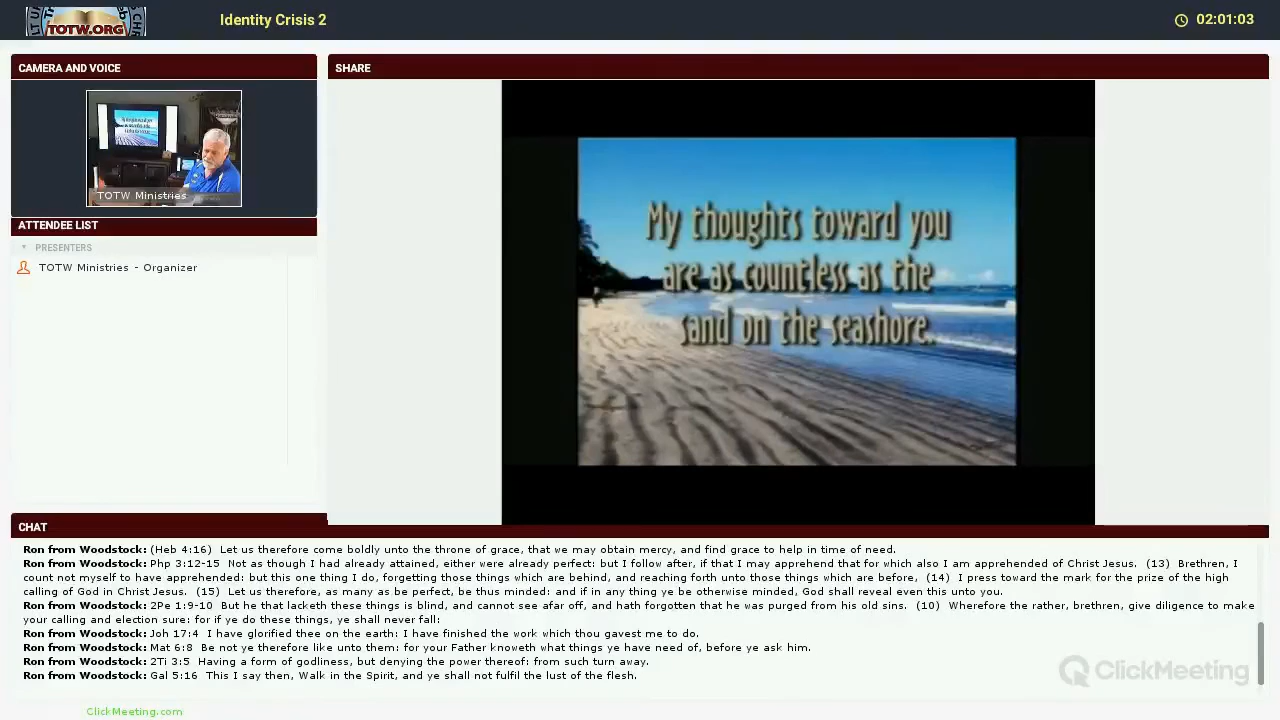 TOTW.ORG
Identity Crisis 2
02:01:03
CAMERA AND VOICE
SHARE
TOTW Ministries
ATTENDEE LIST
PRESENTERS
TOTW Ministries - Organizer
My thoughts toward you
are as countless as the
sand on the seashore.
CHAT
Ron from Woodstock: (Heb 4:16) Let us therefore come boldly unto the throne of grace, that we may obtain mercy, and find grace to help in time of need.
Ron from Woodstock: Php 3:12-15 Not as though I had already attained, either were already perfect: but I follow after, if that I may apprehend that for which also I am apprehended of Christ Jesus. (13) Brethren, I
count not myself to have apprehended: but this one thing I do, forgetting those things which are behind, and reaching forth unto those things which are before, (14) I press toward the mark for the prize of the high
calling of God in Christ Jesus. (15) Let us therefore, as many as be perfect, be thus minded: and if in any thing ye be otherwise minded, God shall reveal even this unto you.
Ron from Woodstock: 2Pe 1:9-10 But he that lacketh these things is blind, and cannot see afar off, and hath forgotten that he was purged from his old sins. (10) Wherefore the rather, brethren, give diligence to make
your calling and election sure: for if ye do these things, ye shall never fall:
Ron from Woodstock: Joh 17:4 I have glorified thee on the earth: I have finished the work which thou gavest me to do.
Ron from Woodstock: Mat 6:8 Be not ye therefore like unto them: for your Father knoweth what things ye have need of, before ye ask him.
Ron from Woodstock: 2Ti 3:5 Having a form of godliness, but denying the power thereof: from such turn away.
Ron from Woodstock: Gal 5:16 This I say then, Walk in the Spirit, and ye shall not fulfil the lust of the flesh.
ClickMeeting
ClickMeeting.com